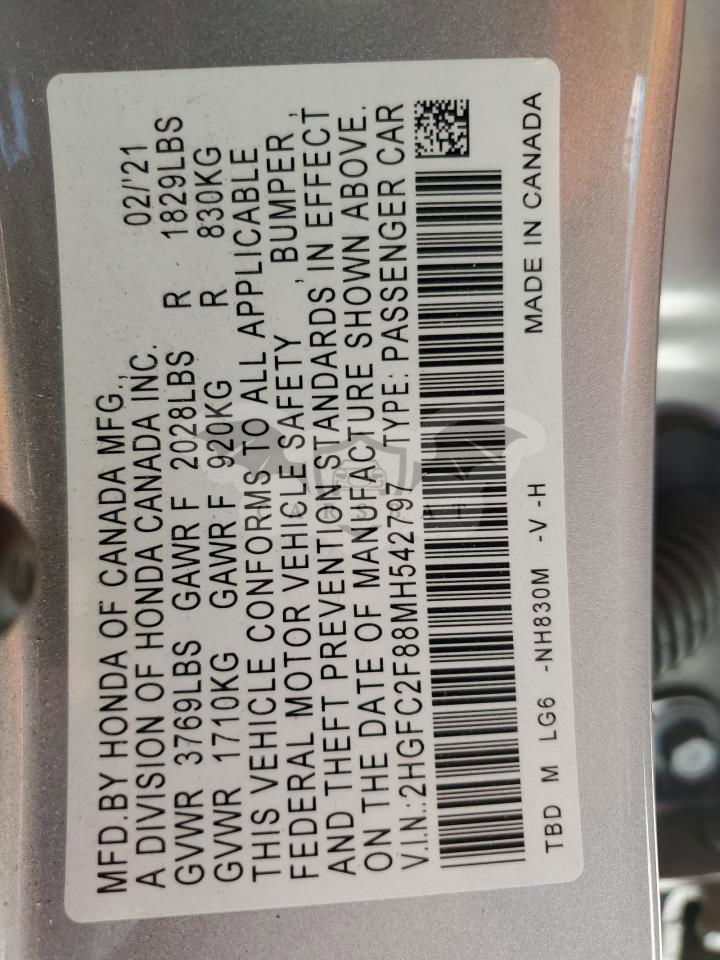 MFD.BY HONDA OF CANADA MFG., 02/'21
A DIVISION OF HONDA CANADA INC.
GVWR 3769LBS GAWR F 2028LBS R 1829LBS
GVWR 1710KG GAWR F 920KG R 830KG
THIS VEHICLE CONFORMS TO ALL APPLICABLE
FEDERAL MOTOR VEHICLE SAFETY , BUMPER ,
AND THEFT PREVENTION STANDARDS IN EFFECT
ON THE DATE OF MANUFACTURE SHOWN ABOVE.
V.I.N.:2HGFC2F88MH542797 TYPE: PASSENGER CAR
TBD M LG6 -NH830M -V -H MADE IN CANADA